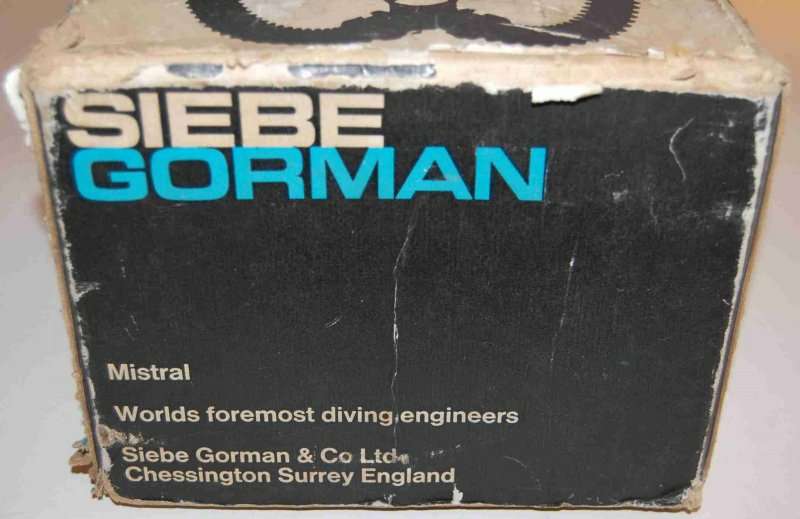 SIEBE
GORMAN
Mistral
Worlds foremost diving engineers
Siebe Gorman & Co Ltd
Chessington Surrey England